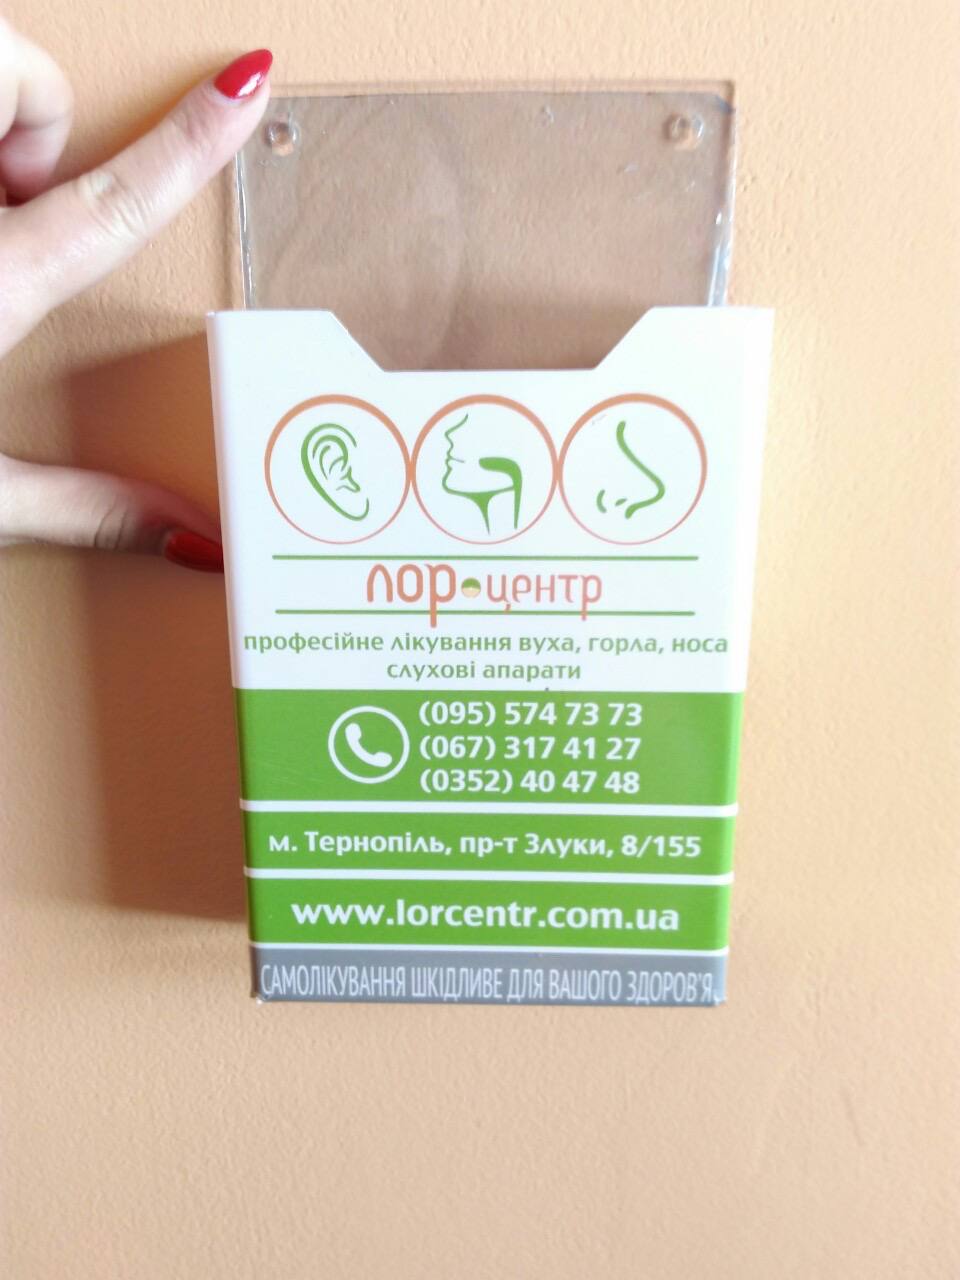 ЛОР центр
професійне лікування вуха, горла, носа
слухові апарати
(095) 574 73 73
(067) 317 41 27
(0352) 40 47 48
м. Тернопіль, пр-т Злуки, 8/155
www.lorcentr.com.ua
САМОЛІКУВАННЯ ШКІДЛИВЕ ДЛЯ ВАШОГО ЗДОРОВ'Я